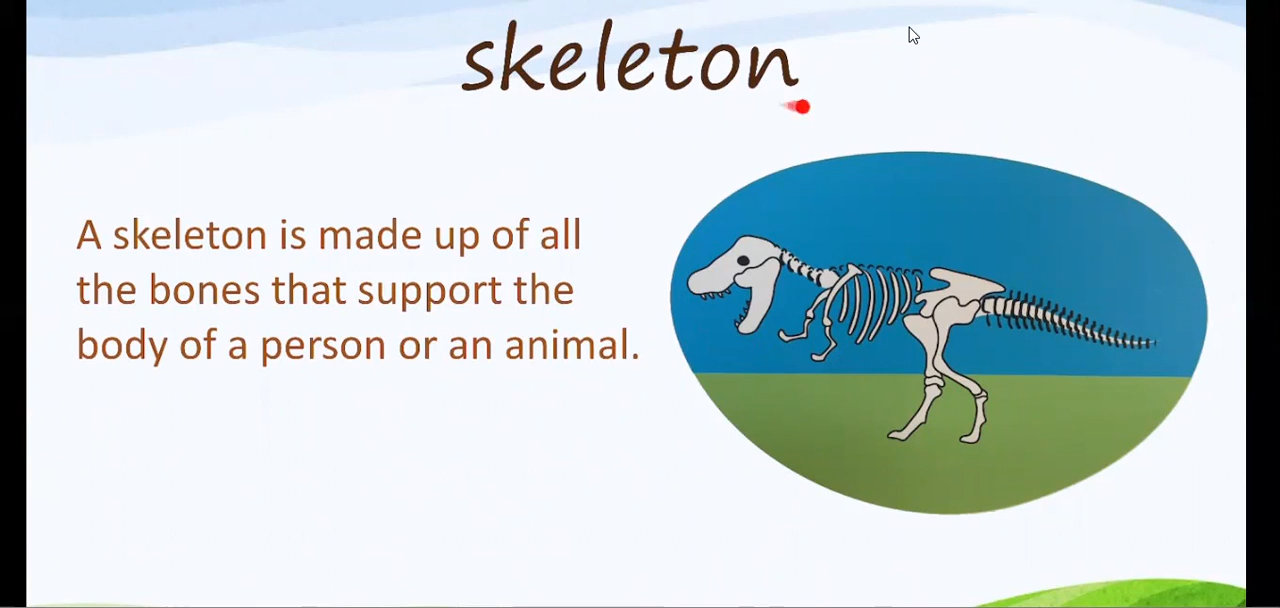 skeleton
A skeleton is made up of all
the bones that support the
body of a person or an animal.